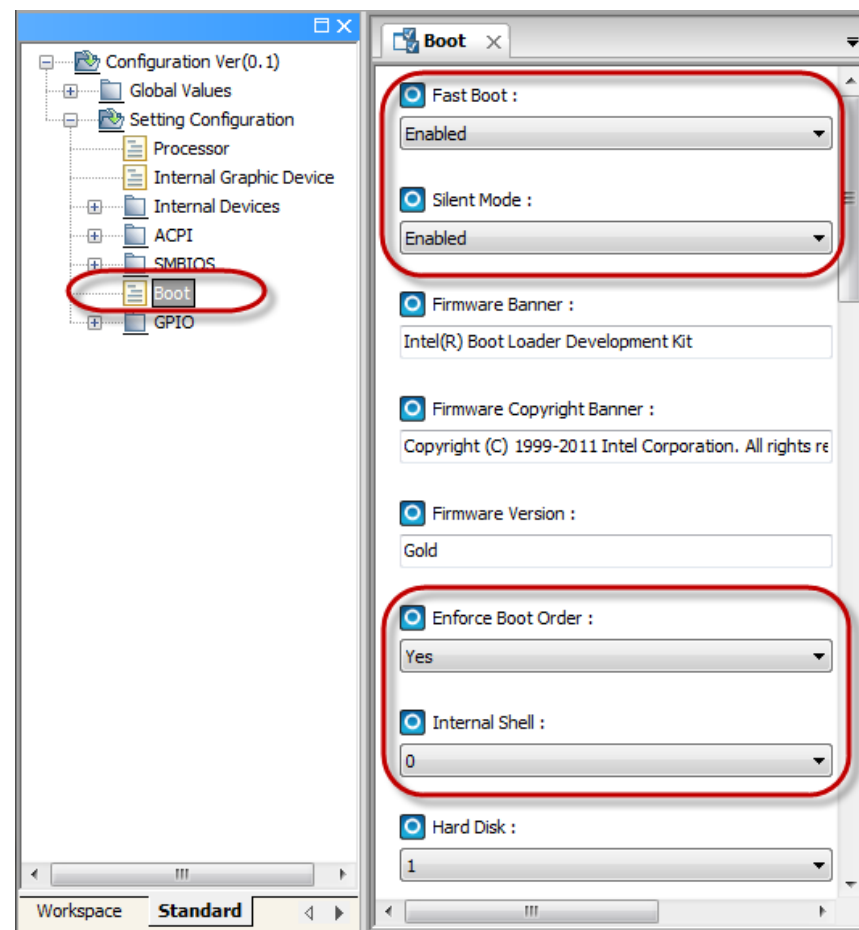 Configuration Ver(0.1)
Global Values
Setting Configuration
Processor
Internal Graphic Device
Internal Devices
ACPI
SMBIOS
Boot
GPIO
Workspace
Standard
Boot
Fast Boot :
Enabled
Silent Mode :
Enabled
Firmware Banner :
Intel(R) Boot Loader Development Kit
Firmware Copyright Banner :
Copyright (C) 1999-2011 Intel Corporation. All rights re
Firmware Version :
Gold
Enforce Boot Order :
Yes
Internal Shell :
0
Hard Disk :
1